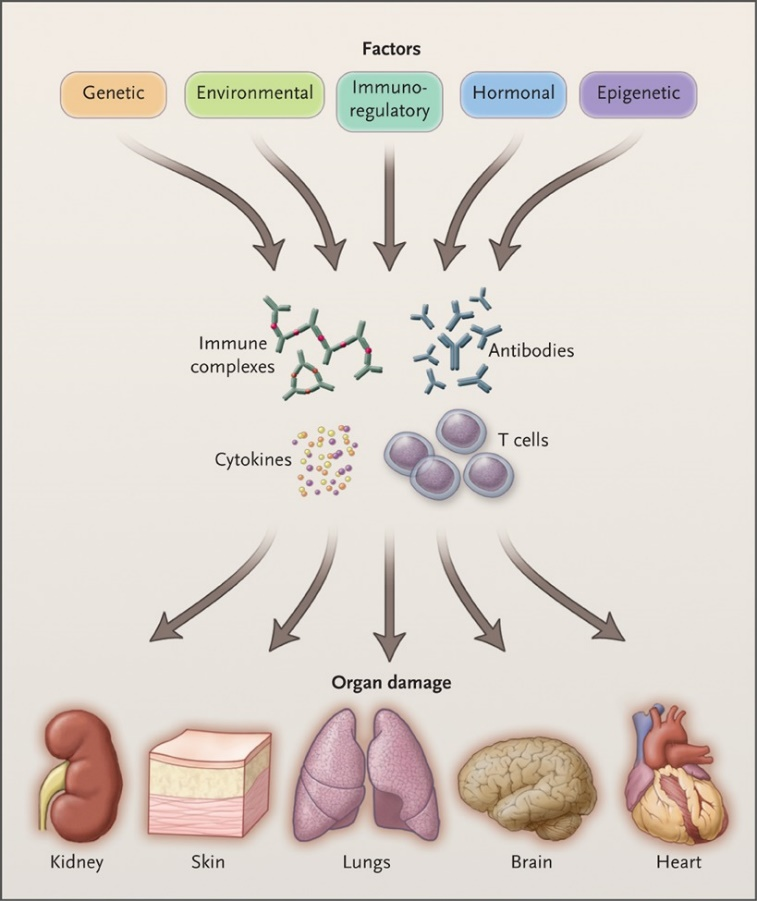 Factors
Genetic
Environmental
Immuno-
regulatory
Hormonal
Epigenetic
Immune
complexes
Antibodies
Cytokines
T cells
Organ damage
Kidney
Skin
Lungs
Brain
Heart